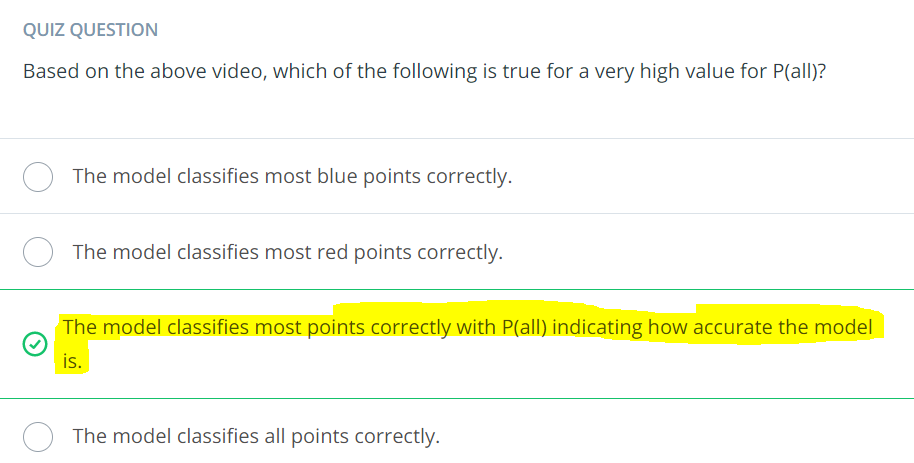 QUIZ QUESTION
Based on the above video, which of the following is true for a very high value for P(all)?
The model classifies most blue points correctly.
The model classifies most red points correctly.
The model classifies most points correctly with P(all) indicating how accurate the model
is.
The model classifies all points correctly.